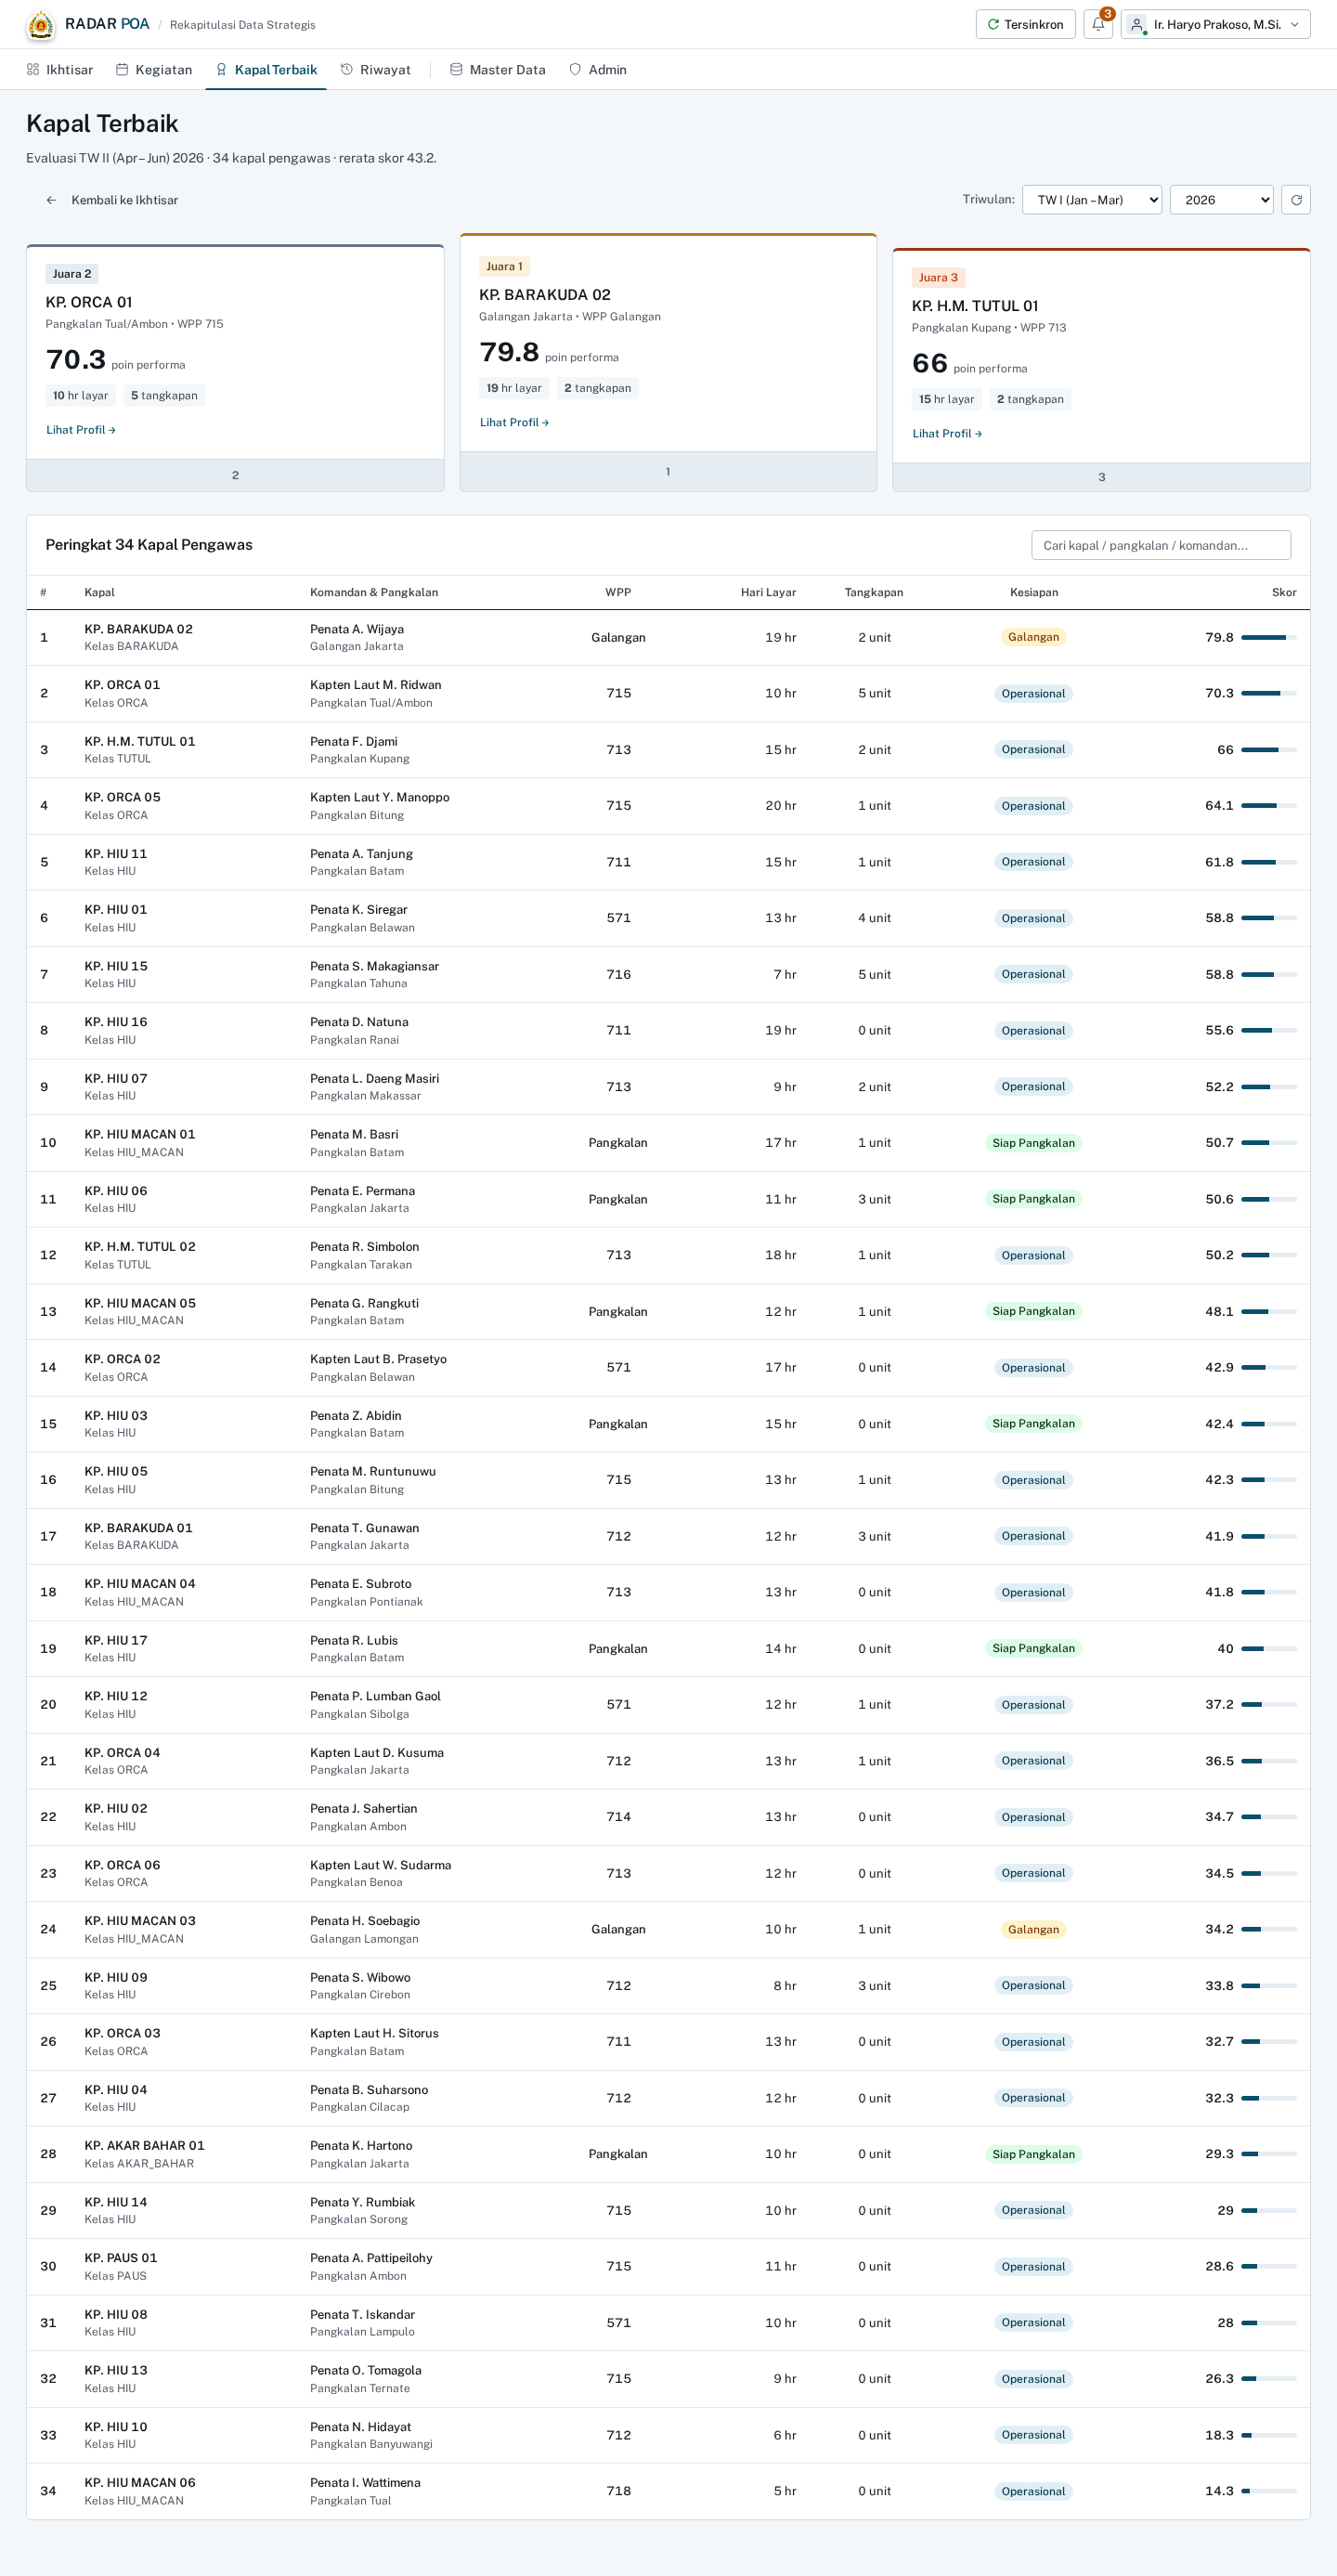 RADAR POA / Rekapitulasi Data Strategis
Tersinkron
3
Ir. Haryo Prakoso, M.Si.
Ikhtisar Kegiatan Kapal Terbaik Riwayat Master Data Admin
Kapal Terbaik
Evaluasi TW II (Apr–Jun) 2026 · 34 kapal pengawas · rerata skor 43.2.
← Kembali ke Ikhtisar
Triwulan: TW I (Jan – Mar) 2026
Juara 2
KP. ORCA 01
Pangkalan Tual/Ambon • WPP 715
70.3 poin performa
10 hr layar 5 tangkapan
Lihat Profil →
2
Juara 1
KP. BARAKUDA 02
Galangan Jakarta • WPP Galangan
79.8 poin performa
19 hr layar 2 tangkapan
Lihat Profil →
1
Juara 3
KP. H.M. TUTUL 01
Pangkalan Kupang • WPP 713
66 poin performa
15 hr layar 2 tangkapan
Lihat Profil →
3
Peringkat 34 Kapal Pengawas
Cari kapal / pangkalan / komandan...
# Kapal Komandan & Pangkalan WPP Hari Layar Tangkapan Kesiapan Skor
1 KP. BARAKUDA 02 Penata A. Wijaya Galangan 19 hr 2 unit Galangan 79.8
Kelas BARAKUDA Galangan Jakarta
2 KP. ORCA 01 Kapten Laut M. Ridwan 715 10 hr 5 unit Operasional 70.3
Kelas ORCA Pangkalan Tual/Ambon
3 KP. H.M. TUTUL 01 Penata F. Djami 713 15 hr 2 unit Operasional 66
Kelas TUTUL Pangkalan Kupang
4 KP. ORCA 05 Kapten Laut Y. Manoppo 715 20 hr 1 unit Operasional 64.1
Kelas ORCA Pangkalan Bitung
5 KP. HIU 11 Penata A. Tanjung 711 15 hr 1 unit Operasional 61.8
Kelas HIU Pangkalan Batam
6 KP. HIU 01 Penata K. Siregar 571 13 hr 4 unit Operasional 58.8
Kelas HIU Pangkalan Belawan
7 KP. HIU 15 Penata S. Makagiansar 716 7 hr 5 unit Operasional 58.8
Kelas HIU Pangkalan Tahuna
8 KP. HIU 16 Penata D. Natuna 711 19 hr 0 unit Operasional 55.6
Kelas HIU Pangkalan Ranai
9 KP. HIU 07 Penata L. Daeng Masiri 713 9 hr 2 unit Operasional 52.2
Kelas HIU Pangkalan Makassar
10 KP. HIU MACAN 01 Penata M. Basri Pangkalan 17 hr 1 unit Siap Pangkalan 50.7
Kelas HIU_MACAN Pangkalan Batam
11 KP. HIU 06 Penata E. Permana Pangkalan 11 hr 3 unit Siap Pangkalan 50.6
Kelas HIU Pangkalan Jakarta
12 KP. H.M. TUTUL 02 Penata R. Simbolon 713 18 hr 1 unit Operasional 50.2
Kelas TUTUL Pangkalan Tarakan
13 KP. HIU MACAN 05 Penata G. Rangkuti Pangkalan 12 hr 1 unit Siap Pangkalan 48.1
Kelas HIU_MACAN Pangkalan Batam
14 KP. ORCA 02 Kapten Laut B. Prasetyo 571 17 hr 0 unit Operasional 42.9
Kelas ORCA Pangkalan Belawan
15 KP. HIU 03 Penata Z. Abidin Pangkalan 15 hr 0 unit Siap Pangkalan 42.4
Kelas HIU Pangkalan Batam
16 KP. HIU 05 Penata M. Runtunuwu 715 13 hr 1 unit Operasional 42.3
Kelas HIU Pangkalan Bitung
17 KP. BARAKUDA 01 Penata T. Gunawan 712 12 hr 3 unit Operasional 41.9
Kelas BARAKUDA Pangkalan Jakarta
18 KP. HIU MACAN 04 Penata E. Subroto 713 13 hr 0 unit Operasional 41.8
Kelas HIU_MACAN Pangkalan Pontianak
19 KP. HIU 17 Penata R. Lubis Pangkalan 14 hr 0 unit Siap Pangkalan 40
Kelas HIU Pangkalan Batam
20 KP. HIU 12 Penata P. Lumban Gaol 571 12 hr 1 unit Operasional 37.2
Kelas HIU Pangkalan Sibolga
21 KP. ORCA 04 Kapten Laut D. Kusuma 712 13 hr 1 unit Operasional 36.5
Kelas ORCA Pangkalan Jakarta
22 KP. HIU 02 Penata J. Sahertian 714 13 hr 0 unit Operasional 34.7
Kelas HIU Pangkalan Ambon
23 KP. ORCA 06 Kapten Laut W. Sudarma 713 12 hr 0 unit Operasional 34.5
Kelas ORCA Pangkalan Benoa
24 KP. HIU MACAN 03 Penata H. Soebagio Galangan 10 hr 1 unit Galangan 34.2
Kelas HIU_MACAN Galangan Lamongan
25 KP. HIU 09 Penata S. Wibowo 712 8 hr 3 unit Operasional 33.8
Kelas HIU Pangkalan Cirebon
26 KP. ORCA 03 Kapten Laut H. Sitorus 711 13 hr 0 unit Operasional 32.7
Kelas ORCA Pangkalan Batam
27 KP. HIU 04 Penata B. Suharsono 712 12 hr 0 unit Operasional 32.3
Kelas HIU Pangkalan Cilacap
28 KP. AKAR BAHAR 01 Penata K. Hartono Pangkalan 10 hr 0 unit Siap Pangkalan 29.3
Kelas AKAR_BAHAR Pangkalan Jakarta
29 KP. HIU 14 Penata Y. Rumbiak 715 10 hr 0 unit Operasional 29
Kelas HIU Pangkalan Sorong
30 KP. PAUS 01 Penata A. Pattipeilohy 715 11 hr 0 unit Operasional 28.6
Kelas PAUS Pangkalan Ambon
31 KP. HIU 08 Penata T. Iskandar 571 10 hr 0 unit Operasional 28
Kelas HIU Pangkalan Lampulo
32 KP. HIU 13 Penata O. Tomagola 715 9 hr 0 unit Operasional 26.3
Kelas HIU Pangkalan Ternate
33 KP. HIU 10 Penata N. Hidayat 712 6 hr 0 unit Operasional 18.3
Kelas HIU Pangkalan Banyuwangi
34 KP. HIU MACAN 06 Penata I. Wattimena 718 5 hr 0 unit Operasional 14.3
Kelas HIU_MACAN Pangkalan Tual